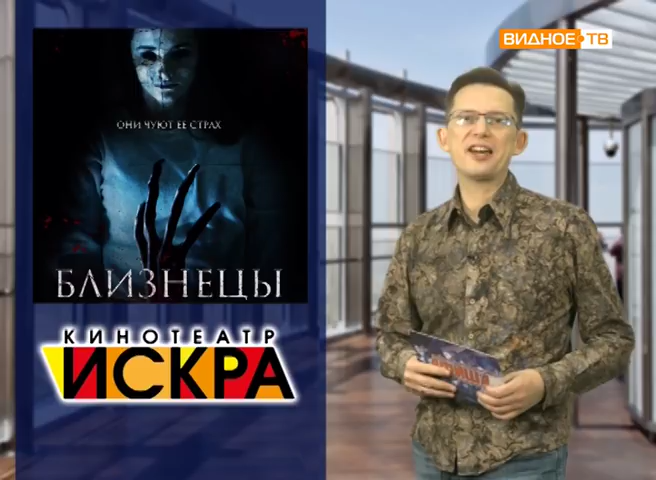 ВИДНОЕ ТВ
ОНИ ЧУЮТ ЕЕ СТРАХ
БЛИЗНЕЦЫ
КИНОТЕАТР
ИСКРА